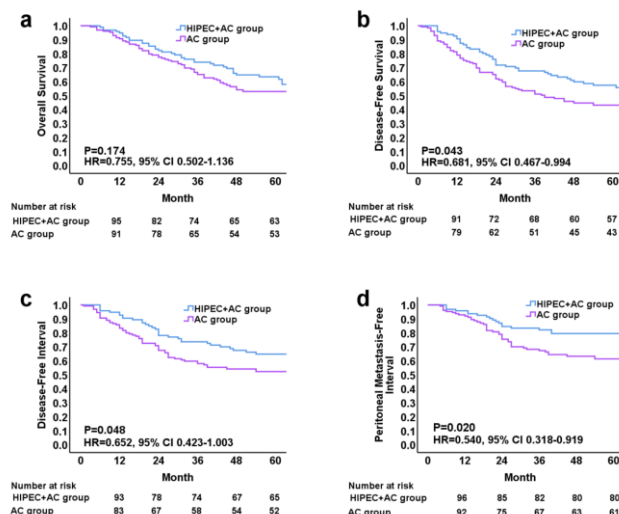 a
HIPEC+AC group
AC group
Overall Survival
1.0
0.9
0.8
0.7
0.6
0.5
0.4
0.3
0.2
0.1
0.0
P=0.174
HR=0.755, 95% CI 0.502-1.136
0 12 24 36 48 60
Month
Number at risk
HIPEC+AC group 95 82 74 65 63
AC group 91 78 65 54 53
b
HIPEC+AC group
AC group
Disease-Free Survival
1.0
0.9
0.8
0.7
0.6
0.5
0.4
0.3
0.2
0.1
0.0
P=0.043
HR=0.681, 95% CI 0.467-0.994
0 12 24 36 48 60
Month
Number at risk
HIPEC+AC group 91 72 68 60 57
AC group 79 62 51 45 43
c
HIPEC+AC group
AC group
Disease-Free Interval
1.0
0.9
0.8
0.7
0.6
0.5
0.4
0.3
0.2
0.1
0.0
P=0.048
HR=0.652, 95% CI 0.423-1.003
0 12 24 36 48 60
Month
Number at risk
HIPEC+AC group 93 78 74 67 65
AC group 83 67 58 54 52
d
HIPEC+AC group
AC group
Peritoneal Metastasis-Free
Interval
1.0
0.9
0.8
0.7
0.6
0.5
0.4
0.3
0.2
0.1
0.0
P=0.020
HR=0.540, 95% CI 0.318-0.919
0 12 24 36 48 60
Month
Number at risk
HIPEC+AC group 96 85 82 80 80
AC group 92 75 67 63 61